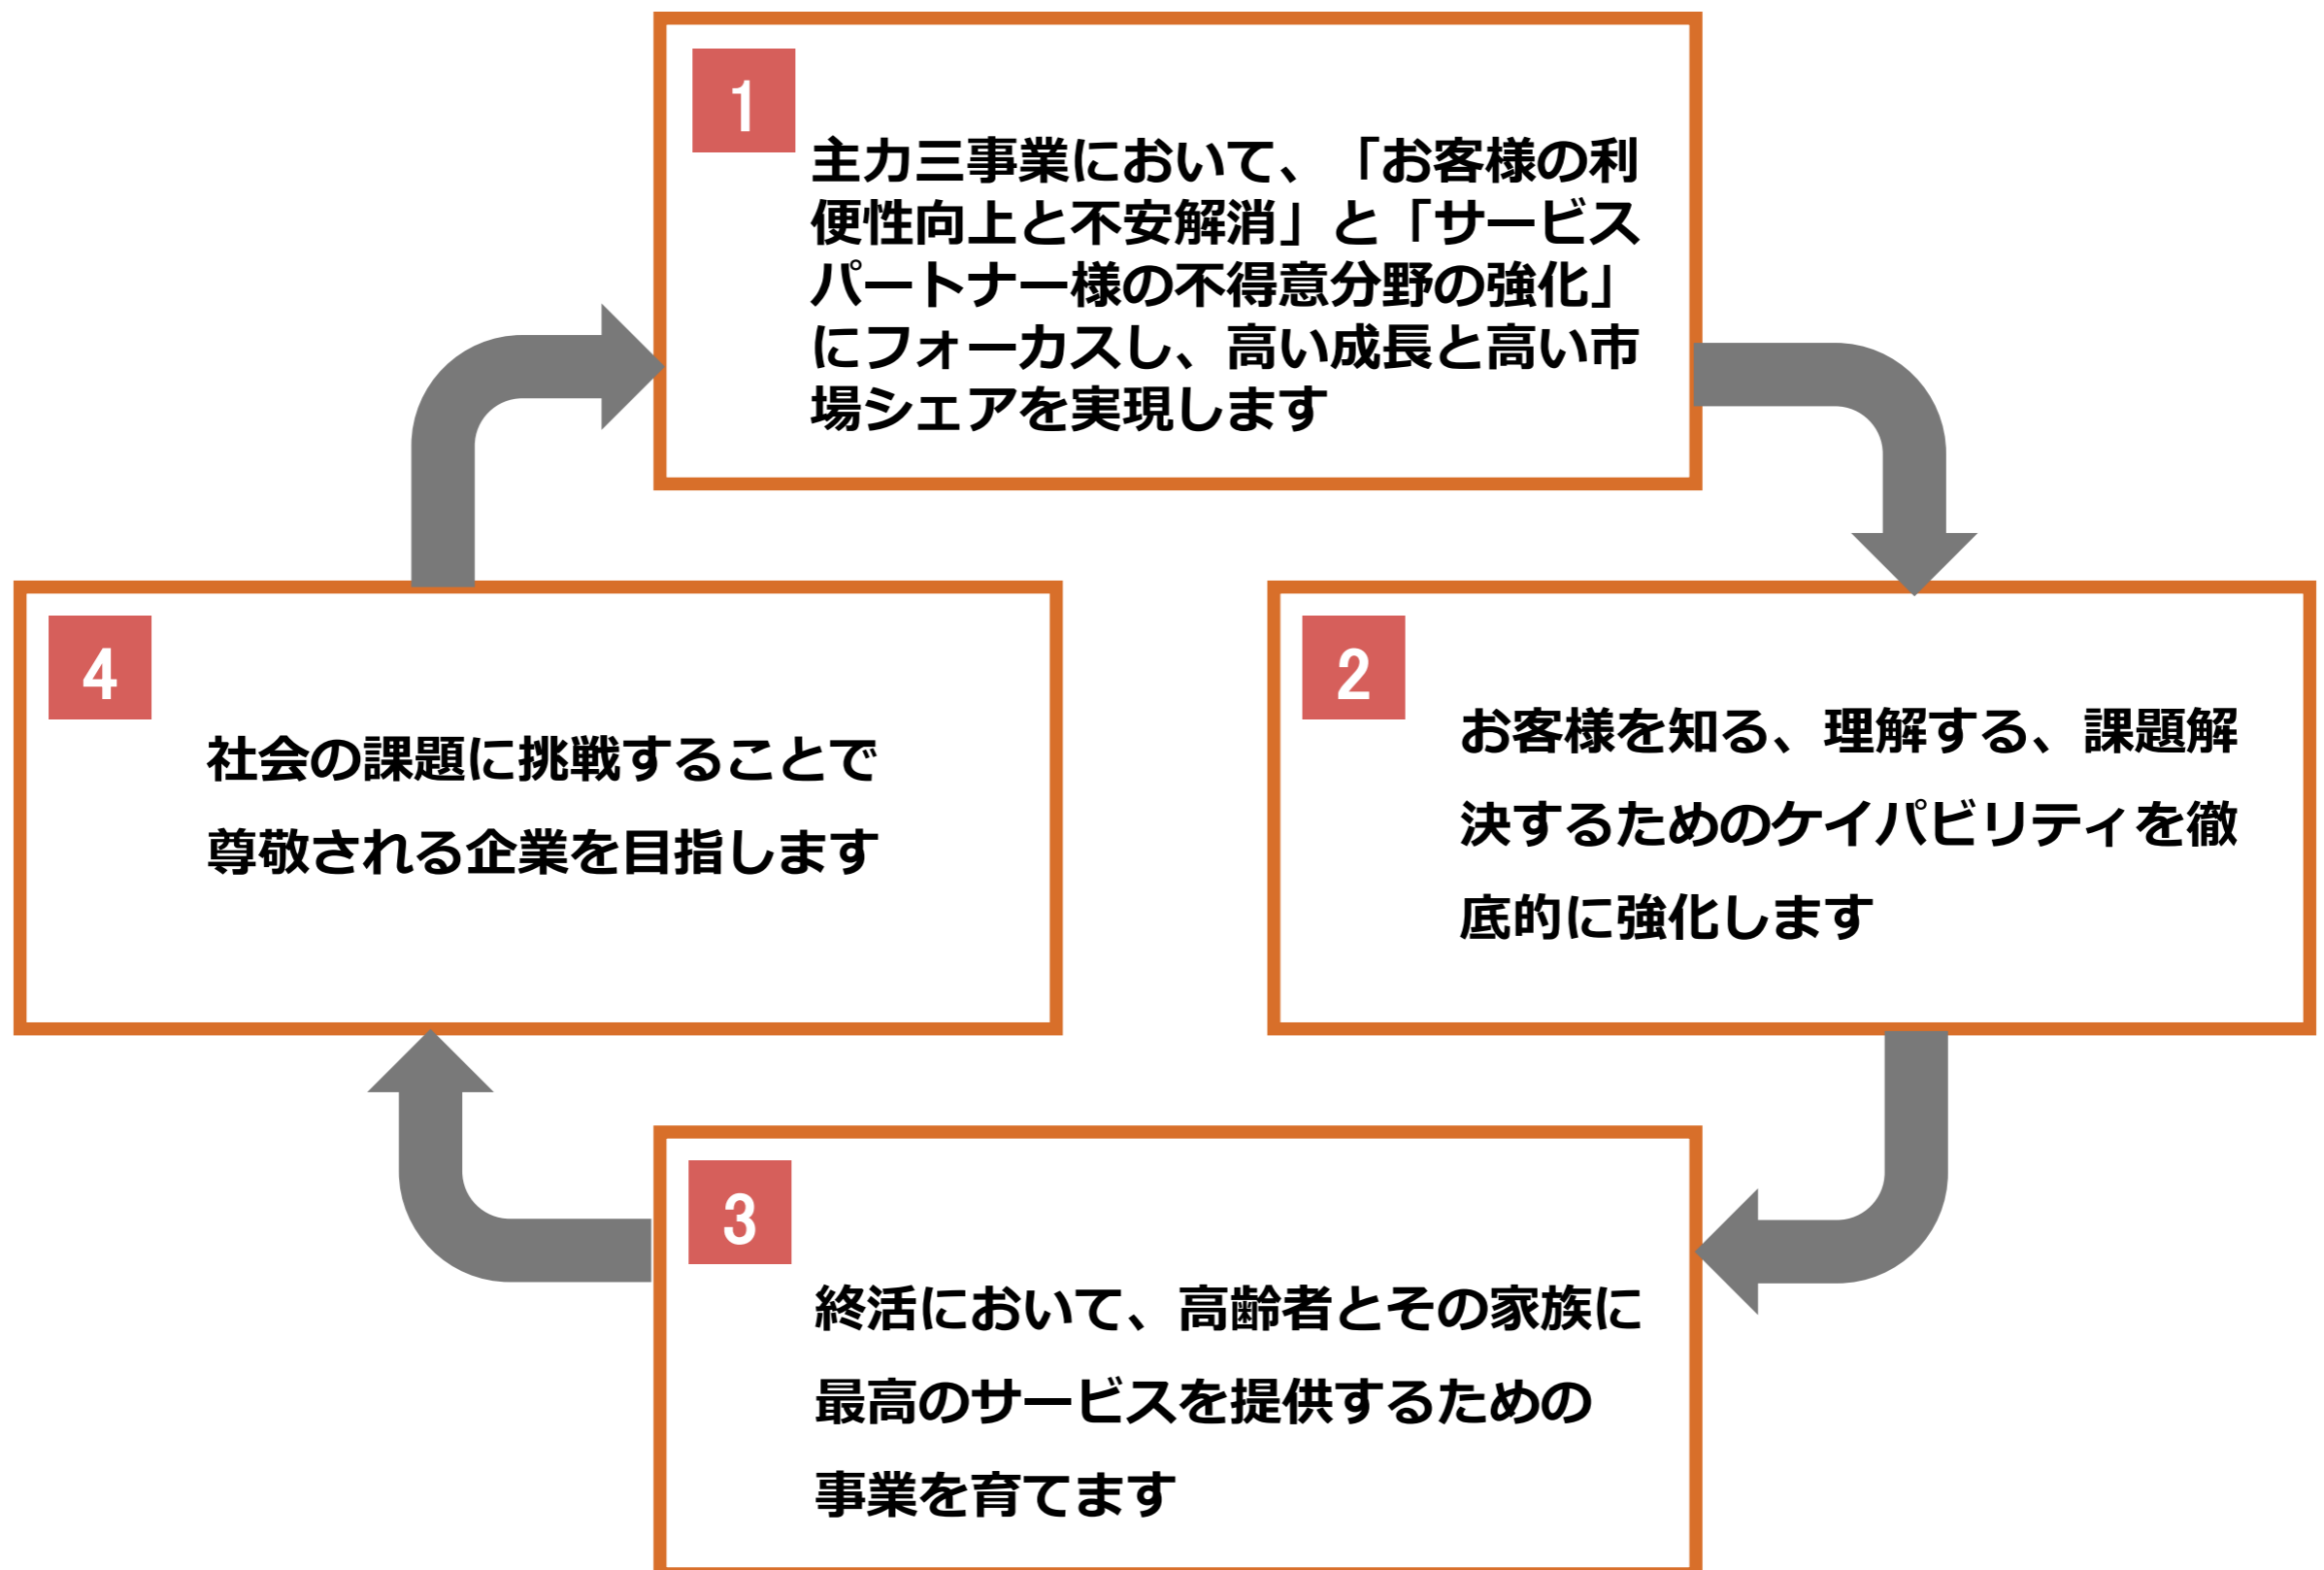 1
主力三事業において、「お客様の利
便性向上と不安解消」と「サービス
パートナー様の不得意分野の強化」
にフォーカスし、高い成長と高い市
場シェアを実現します
2
お客様を知る、理解する、課題解
決するためのケイパビリティを徹
底的に強化します
3
終活において、高齢者とその家族に
最高のサービスを提供するための
事業を育てます
4
社会の課題に挑戦することで
尊敬される企業を目指します